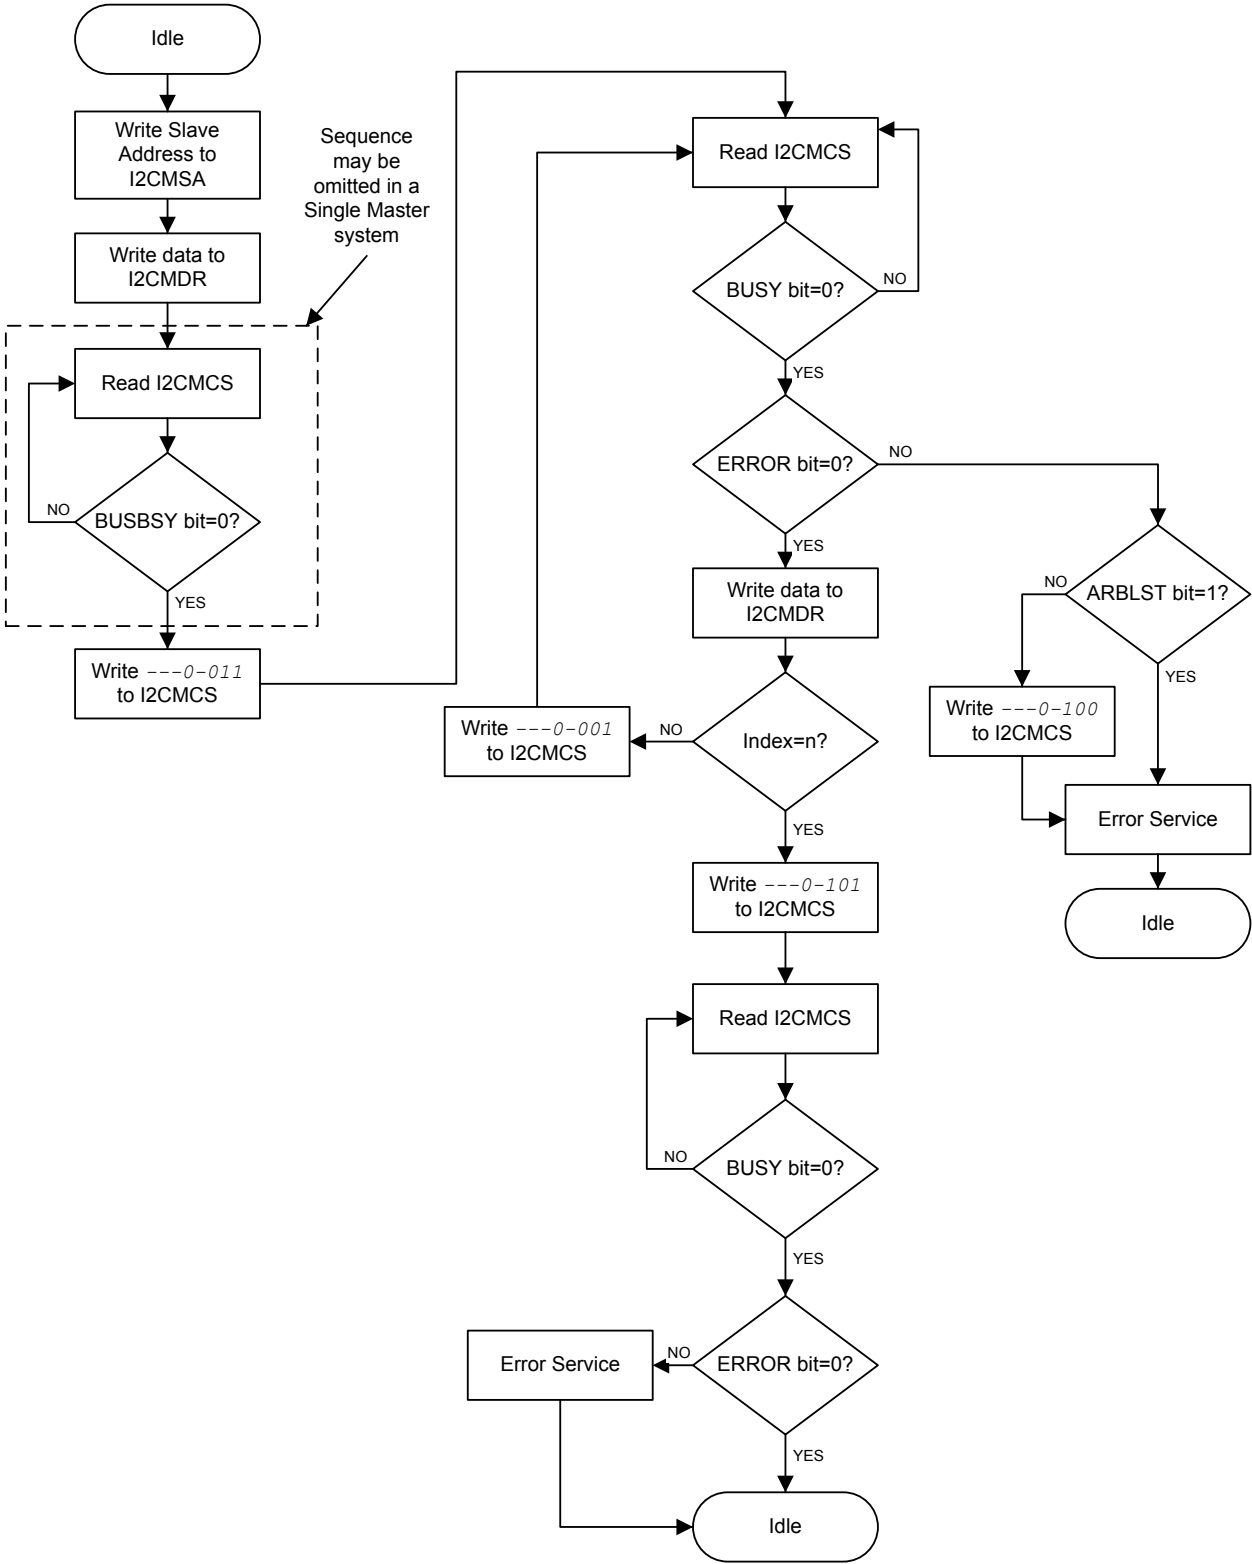 Idle
Write Slave
Address to
I2CMSA
Write data to
I2CMDR
Sequence
may be
omitted in a
Single Master
system
Read I2CMCS
BUSBSY bit=0?
NO
YES
Write ---0-011
to I2CMCS
Read I2CMCS
BUSY bit=0?
NO
YES
ERROR bit=0?
NO
YES
Write data to
I2CMDR
Index=n?
NO
Write ---0-001
to I2CMCS
YES
ARBLST bit=1?
NO
YES
Write ---0-100
to I2CMCS
Error Service
Idle
Write ---0-101
to I2CMCS
Read I2CMCS
BUSY bit=0?
NO
YES
ERROR bit=0?
NO
Error Service
YES
Idle